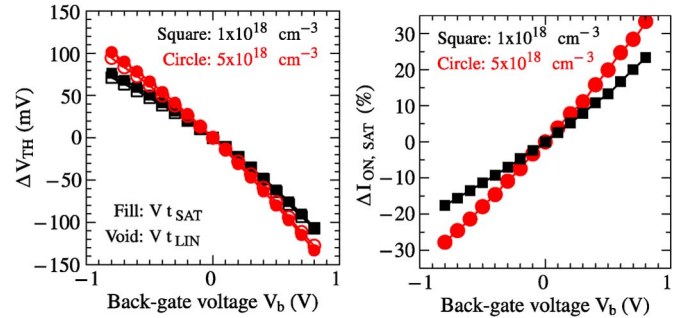 150
100
50
0
−50
−100
−150
ΔV_TH (mV)
Square: 1x10^18 cm^−3
Circle: 5x10^18 cm^−3
Fill: V t_SAT
Void: V t_LIN
−1 0 1
Back-gate voltage V_b (V)
30
20
10
0
−10
−20
−30
ΔI_ON, SAT (%)
Square: 1x10^18 cm^−3
Circle: 5x10^18 cm^−3
−1 0 1
Back-gate voltage V_b (V)